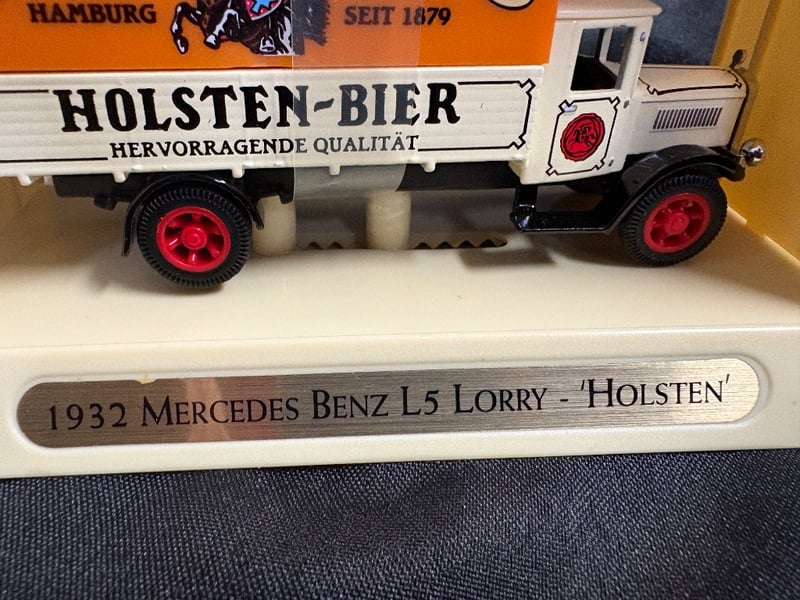 HAMBURG SEIT 1879
HOLSTEN-BIER
HERVORRAGENDE QUALITÄT
1932 MERCEDES BENZ L5 LORRY - 'HOLSTEN'